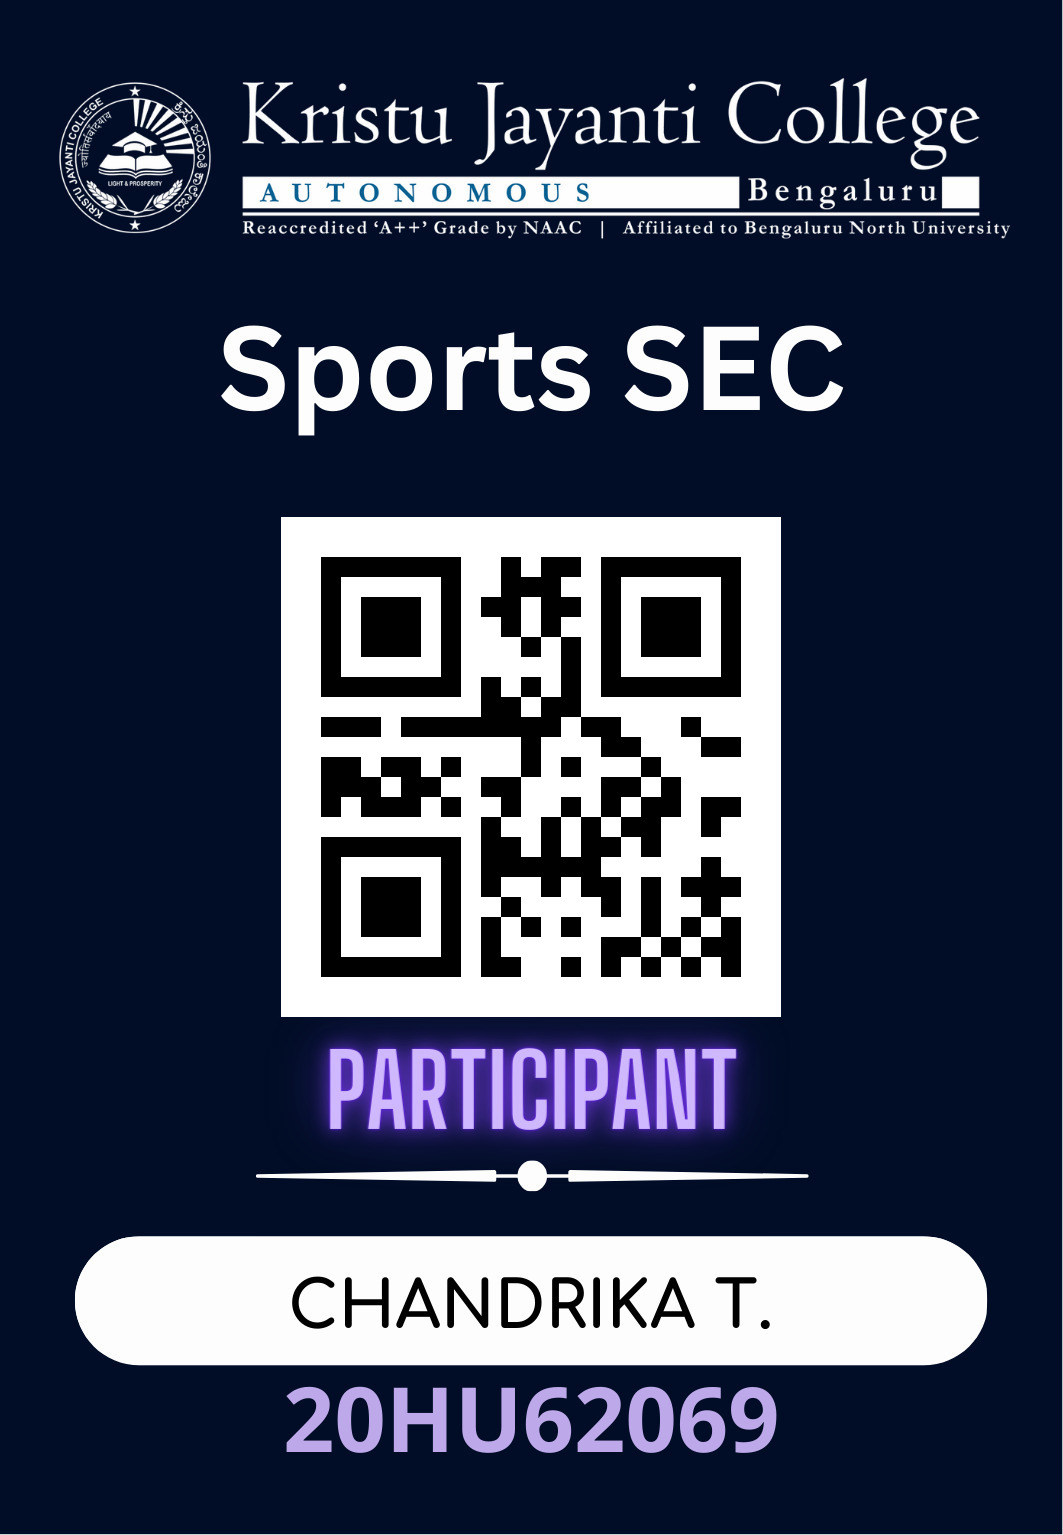 Kristu Jayanti College
AUTONOMOUS Bengaluru
Reaccredited ‘A++’ Grade by NAAC | Affiliated to Bengaluru North University
KRISTU JAYANTI COLLEGE
LIGHT & PROSPERITY
Sports SEC
PARTICIPANT
CHANDRIKA T.
20HU62069